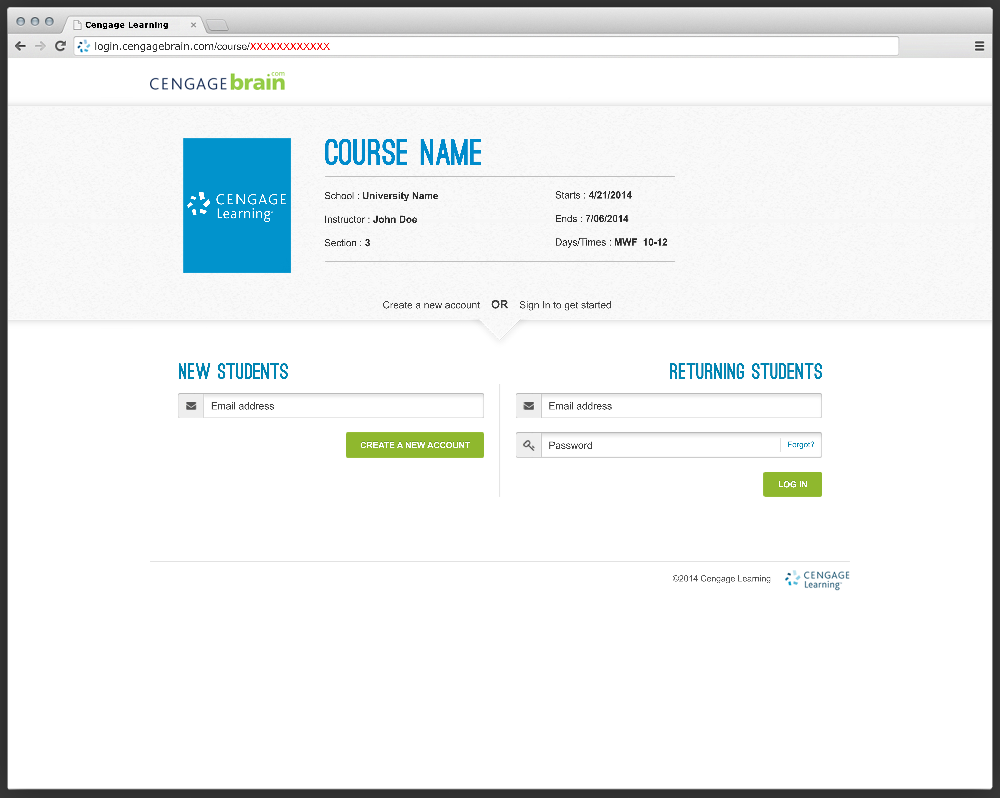 Cengage Learning
login.cengagebrain.com/course/XXXXXXXXXXXX
CENGAGEbrain.com
COURSE NAME
CENGAGE
Learning®
School : University Name
Starts : 4/21/2014
Instructor : John Doe
Ends : 7/06/2014
Section : 3
Days/Times : MWF 10-12
Create a new account OR Sign In to get started
NEW STUDENTS
Email address
CREATE A NEW ACCOUNT
RETURNING STUDENTS
Email address
Password Forgot?
LOG IN
©2014 Cengage Learning
CENGAGE
Learning™